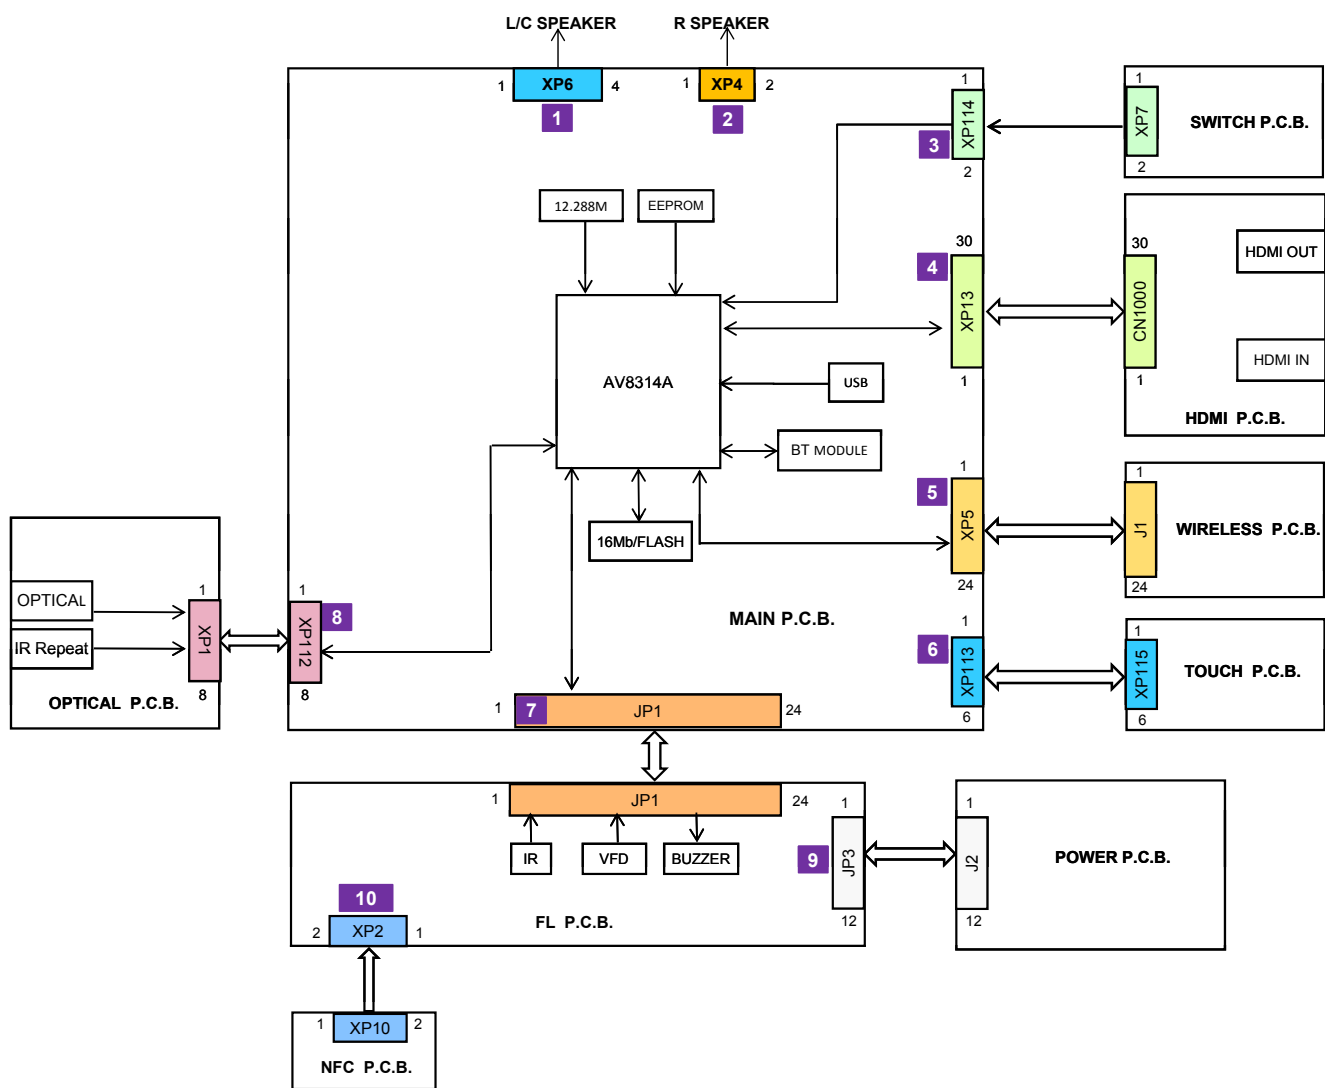 L/C SPEAKER
R SPEAKER
1 XP6 4
1 XP4 2
1
2
1
XP114
3
2
1
XP7
2
SWITCH P.C.B.
12.288M
EEPROM
30
4
XP13
1
30
CN1000
1
HDMI OUT
HDMI IN
HDMI P.C.B.
AV8314A
USB
BT MODULE
16Mb/FLASH
1
5
XP5
24
1
J1
24
WIRELESS P.C.B.
OPTICAL
IR Repeat
1
XP1
8
OPTICAL P.C.B.
1
8
XP112
8
MAIN P.C.B.
1
6
XP113
6
1
XP115
6
TOUCH P.C.B.
1 7 JP1 24
1 JP1 24
IR
VFD
BUZZER
1
9
JP3
12
1
J2
12
POWER P.C.B.
10
2 XP2 1
FL P.C.B.
1 XP10 2
NFC P.C.B.